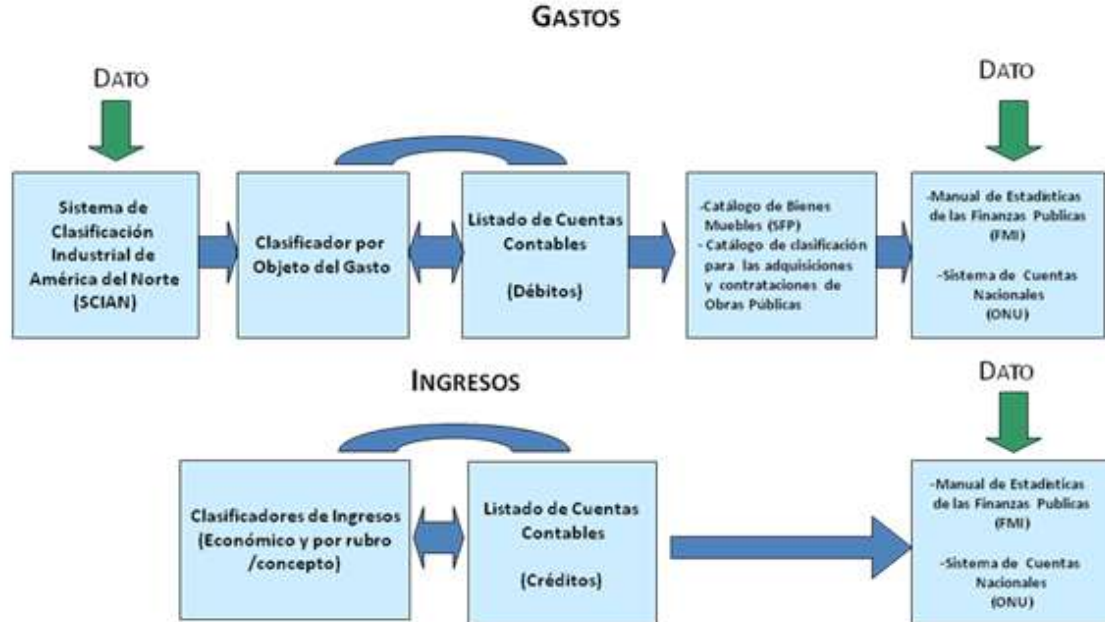 GASTOS
DATO
DATO
Sistema de
Clasificación
Industrial de
América del Norte
(SCIAN)
Clasificador por
Objeto del Gasto
Listado de Cuentas
Contables
(Débitos)
-Catálogo de Bienes
Muebles (SFP)
- Catálogo de clasificación
para las adquisiciones
y contrataciones de
Obras Públicas
-Manual de Estadísticas
de las Finanzas Publicas
(FMI)
-Sistema de Cuentas
Nacionales
(ONU)
INGRESOS
DATO
Clasificadores de Ingresos
(Económico y por rubro
/concepto)
Listado de Cuentas
Contables
(Créditos)
-Manual de Estadísticas
de las Finanzas Publicas
(FMI)
-Sistema de Cuentas
Nacionales
(ONU)